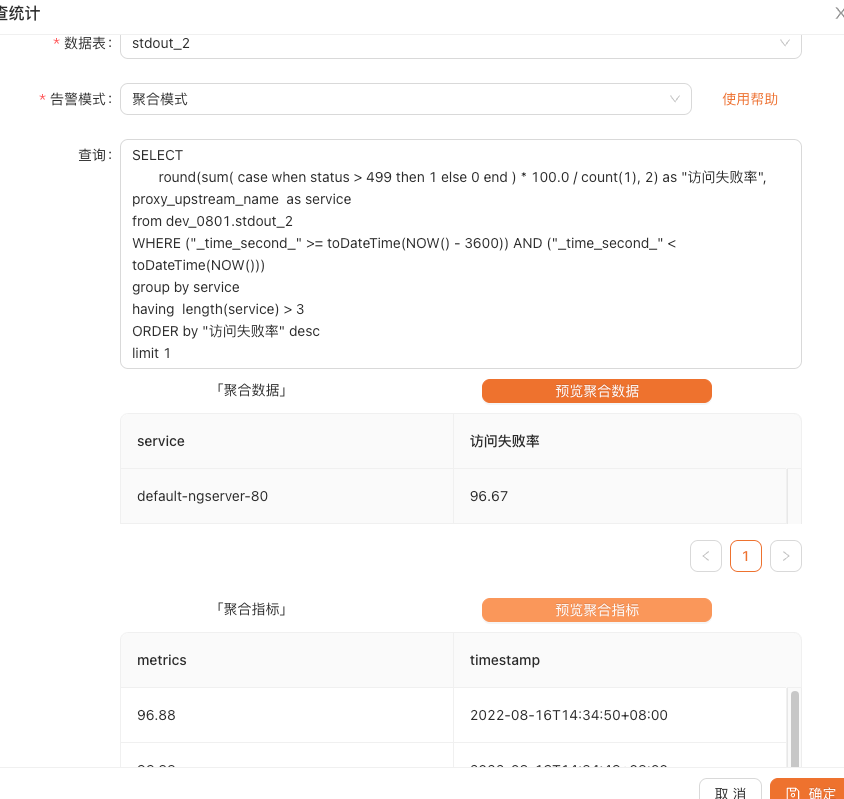 查统计
* 数据表: stdout_2
* 告警模式: 聚合模式 使用帮助
查询: SELECT
round(sum( case when status > 499 then 1 else 0 end ) * 100.0 / count(1), 2) as "访问失败率",
proxy_upstream_name  as service
from dev_0801.stdout_2
WHERE ("_time_second_" >= toDateTime(NOW() - 3600)) AND ("_time_second_" <
toDateTime(NOW()))
group by service
having  length(service) > 3
ORDER by "访问失败率" desc
limit 1
「聚合数据」 预览聚合数据
service 访问失败率
default-ngserver-80 96.67
< 1 >
「聚合指标」 预览聚合指标
metrics timestamp
96.88 2022-08-16T14:34:50+08:00
取 消 确定